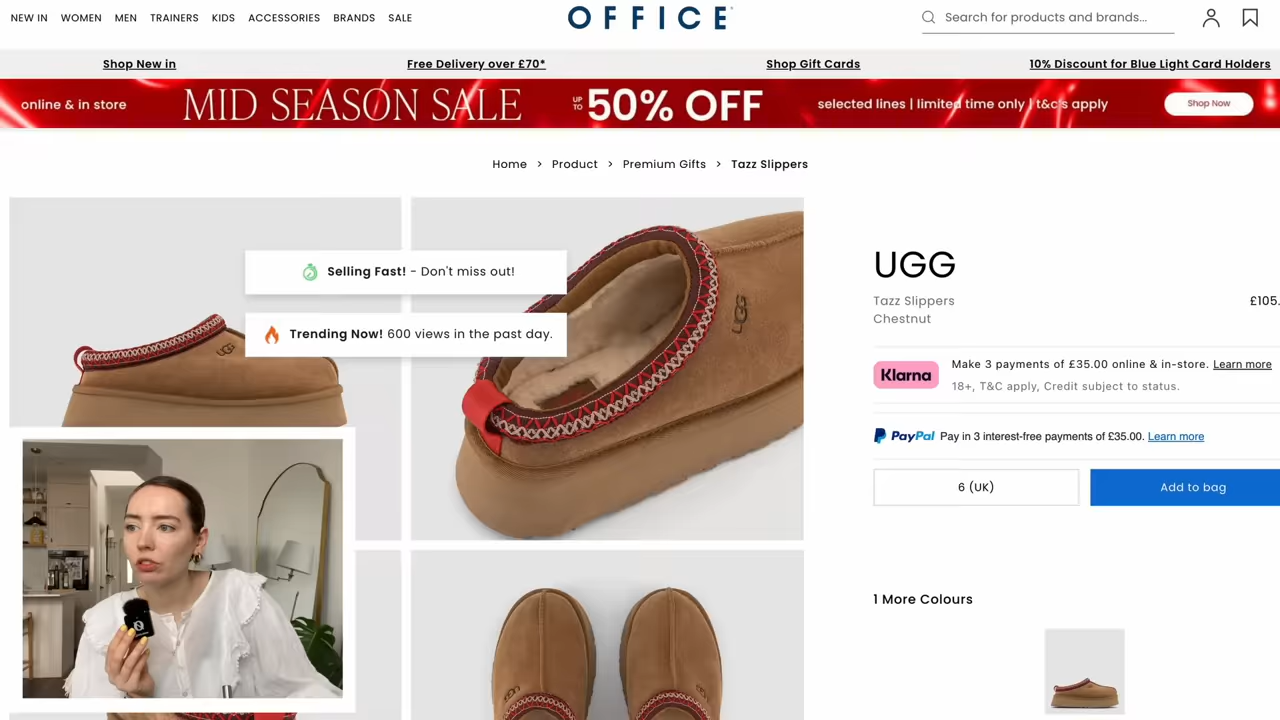 NEW IN WOMEN MEN TRAINERS KIDS ACCESSORIES BRANDS SALE
OFFICE
Search for products and brands...
Shop New in
Free Delivery over £70*
Shop Gift Cards
10% Discount for Blue Light Card Holders
online & in store
MID SEASON SALE
UP TO 50% OFF
selected lines | limited time only | t&c's apply
Shop Now
Home > Product > Premium Gifts > Tazz Slippers
Selling Fast! - Don't miss out!
Trending Now! 600 views in the past day.
UGG
UGG
UGG
UGG
UGG
Tazz Slippers
£105.
Chestnut
Klarna
Make 3 payments of £35.00 online & in-store. Learn more
18+, T&C apply, Credit subject to status.
PayPal Pay in 3 interest-free payments of £35.00. Learn more
6 (UK)
Add to bag
1 More Colours